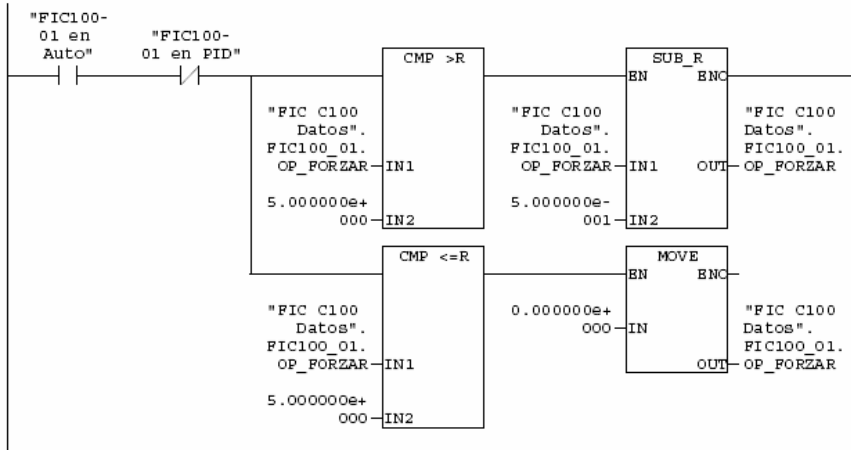 "FIC100-
01 en
Auto"
"FIC100-
01 en PID"
CMP >R
SUB_R
EN ENO
"FIC C100
Datos".
FIC100_01.
OP_FORZAR
IN1
"FIC C100
Datos".
FIC100_01.
OP_FORZAR
IN1
OUT
"FIC C100
Datos".
FIC100_01.
OP_FORZAR
5.000000e+
000
IN2
5.000000e-
001
IN2
CMP <=R
MOVE
EN ENO
"FIC C100
Datos".
FIC100_01.
OP_FORZAR
IN1
0.000000e+
000
IN
OUT
"FIC C100
Datos".
FIC100_01.
OP_FORZAR
5.000000e+
000
IN2